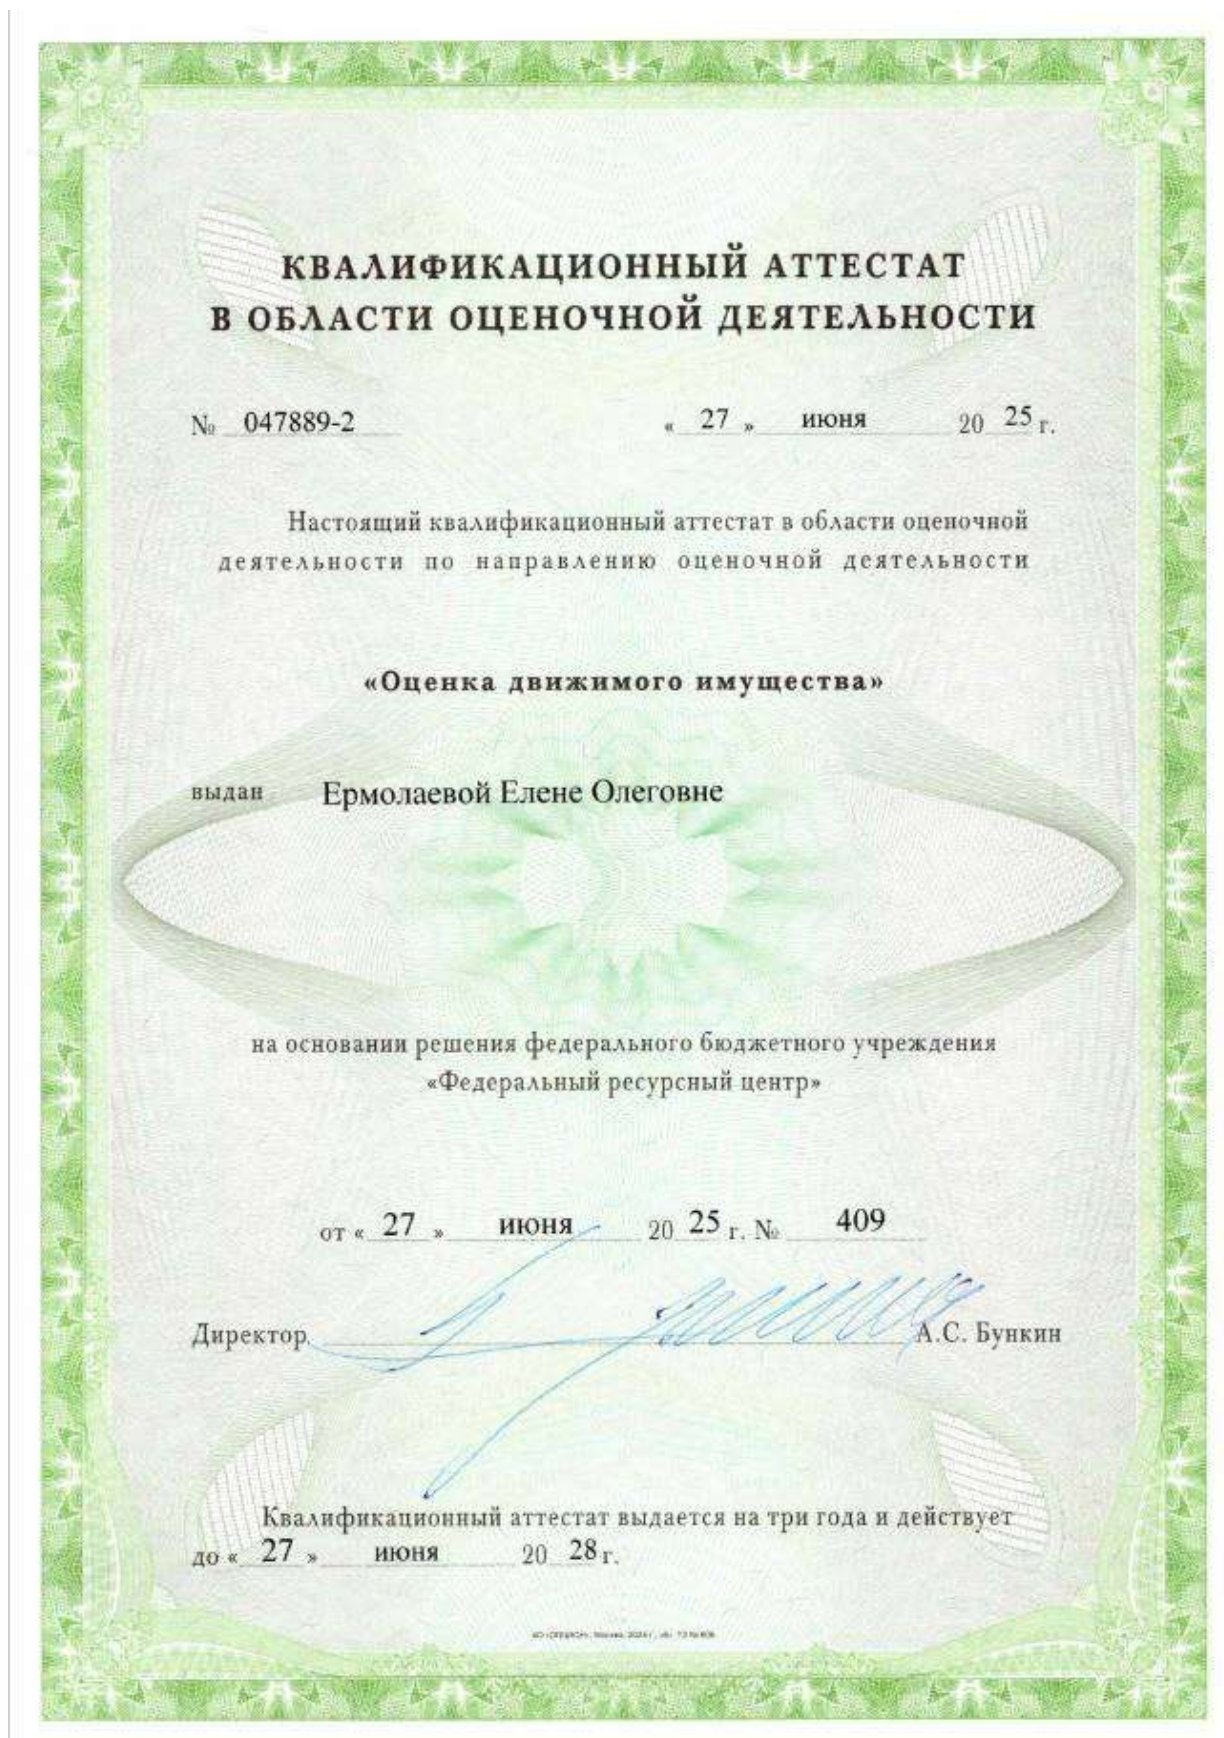 КВАЛИФИКАЦИОННЫЙ АТТЕСТАТ
В ОБЛАСТИ ОЦЕНОЧНОЙ ДЕЯТЕЛЬНОСТИ
№ 047889-2 « 27 » июня 20 25 г.
Настоящий квалификационный аттестат в области оценочной
деятельности по направлению оценочной деятельности
«Оценка движимого имущества»
выдан Ермолаевой Елене Олеговне
на основании решения федерального бюджетного учреждения
«Федеральный ресурсный центр»
от « 27 » июня 20 25 г. № 409
Директор А.С. Бункин
Квалификационный аттестат выдается на три года и действует
до « 27 » июня 20 28 г.